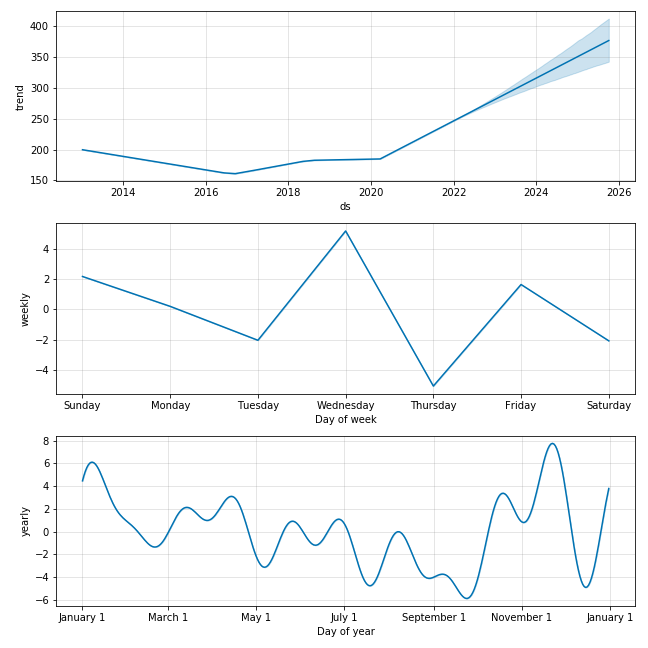 400
350
300
250
200
150
trend
2014 2016 2018 2020 2022 2024 2026
ds
4
2
0
−2
−4
weekly
Sunday Monday Tuesday Wednesday Thursday Friday Saturday
Day of week
8
6
4
2
0
−2
−4
−6
yearly
January 1 March 1 May 1 July 1 September 1 November 1 January 1
Day of year